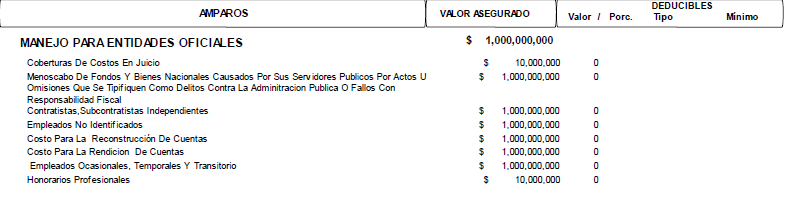 AMPAROS VALOR ASEGURADO DEDUCIBLES
Valor / Porc. Tipo Mínimo
MANEJO PARA ENTIDADES OFICIALES $ 1,000,000,000
Coberturas De Costos En Juicio $ 10,000,000 0
Menoscabo De Fondos Y Bienes Nacionales Causados Por Sus Servidores Publicos Por Actos U $ 1,000,000,000 0
Omisiones Que Se Tipifiquen Como Delitos Contra La Adminitracion Publica O Fallos Con
Responsabilidad Fiscal
Contratistas,Subcontratistas Independientes $ 1,000,000,000 0
Empleados No Identificados $ 1,000,000,000 0
Costo Para La Reconstrucción De Cuentas $ 1,000,000,000 0
Costo Para La Rendicion De Cuentas $ 1,000,000,000 0
Empleados Ocasionales, Temporales Y Transitorio $ 1,000,000,000 0
Honorarios Profesionales $ 10,000,000 0